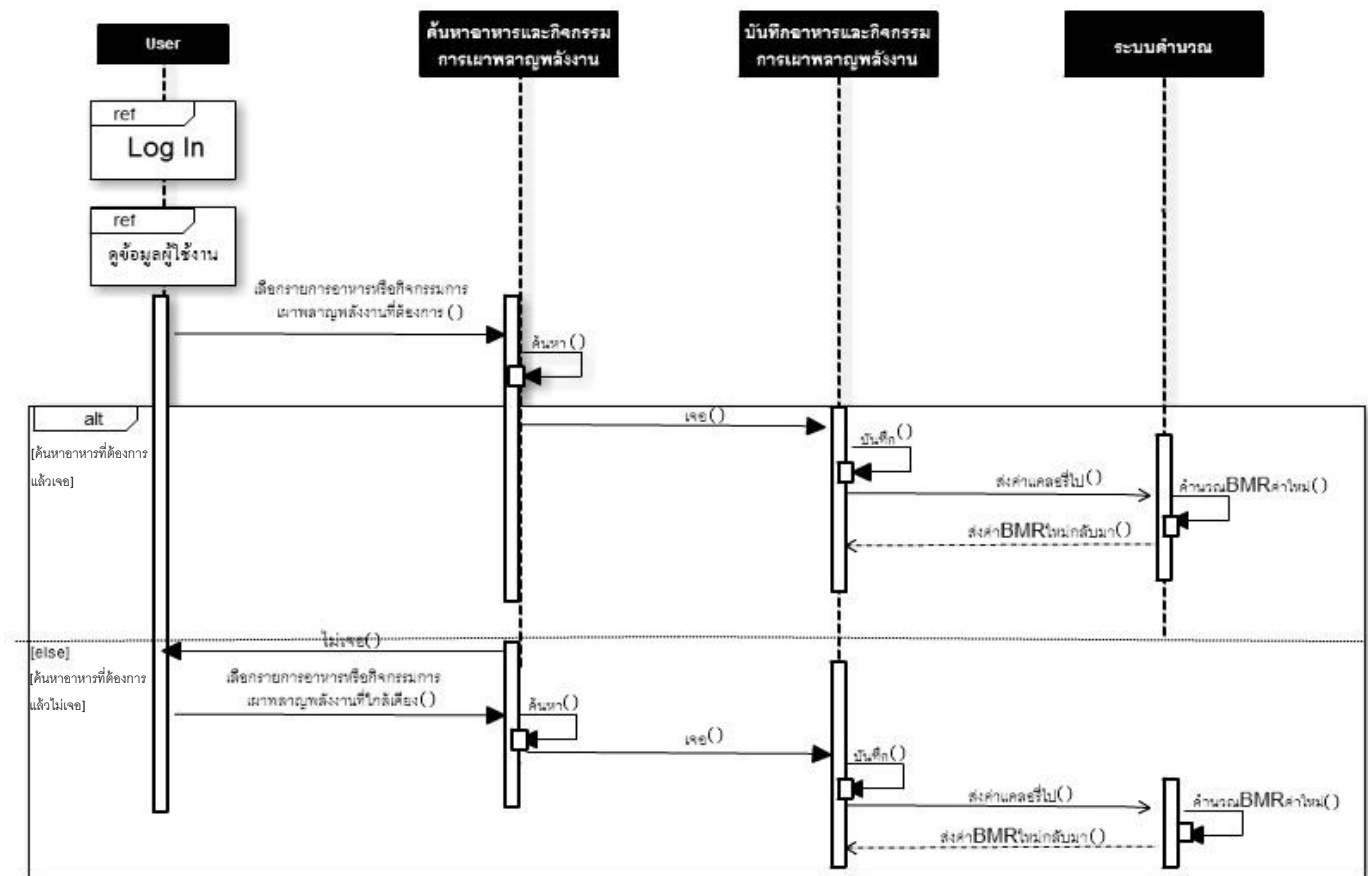 User
ค้นหาอาหารและกิจกรรม
การเผาพลาญพลังงาน
บันทึกอาหารและกิจกรรม
การเผาพลาญพลังงาน
ระบบคำนวณ
ref
Log In
ref
ดูข้อมูลผู้ใช้งาน
เลือกรายการอาหารหรือกิจกรรมการ
เผาพลาญพลังงานที่ต้องการ ()
ค้นหา ()
alt
[ค้นหาอาหารที่ต้องการ
แล้วเจอ]
เจอ()
บันทึก()
ส่งค่าแคลอรี่ไป()
คำนวณBMRค่าใหม่()
ส่งค่าBMRใหม่กลับมา()
[else]
[ค้นหาอาหารที่ต้องการ
แล้วไม่เจอ]
ไม่เจอ()
เลือกรายการอาหารหรือกิจกรรมการ
เผาพลาญพลังงานที่ใกล้เคียง()
ค้นหา()
เจอ()
บันทึก()
ส่งค่าแคลอรี่ไป()
คำนวณBMRค่าใหม่()
ส่งค่าBMRใหม่กลับมา()